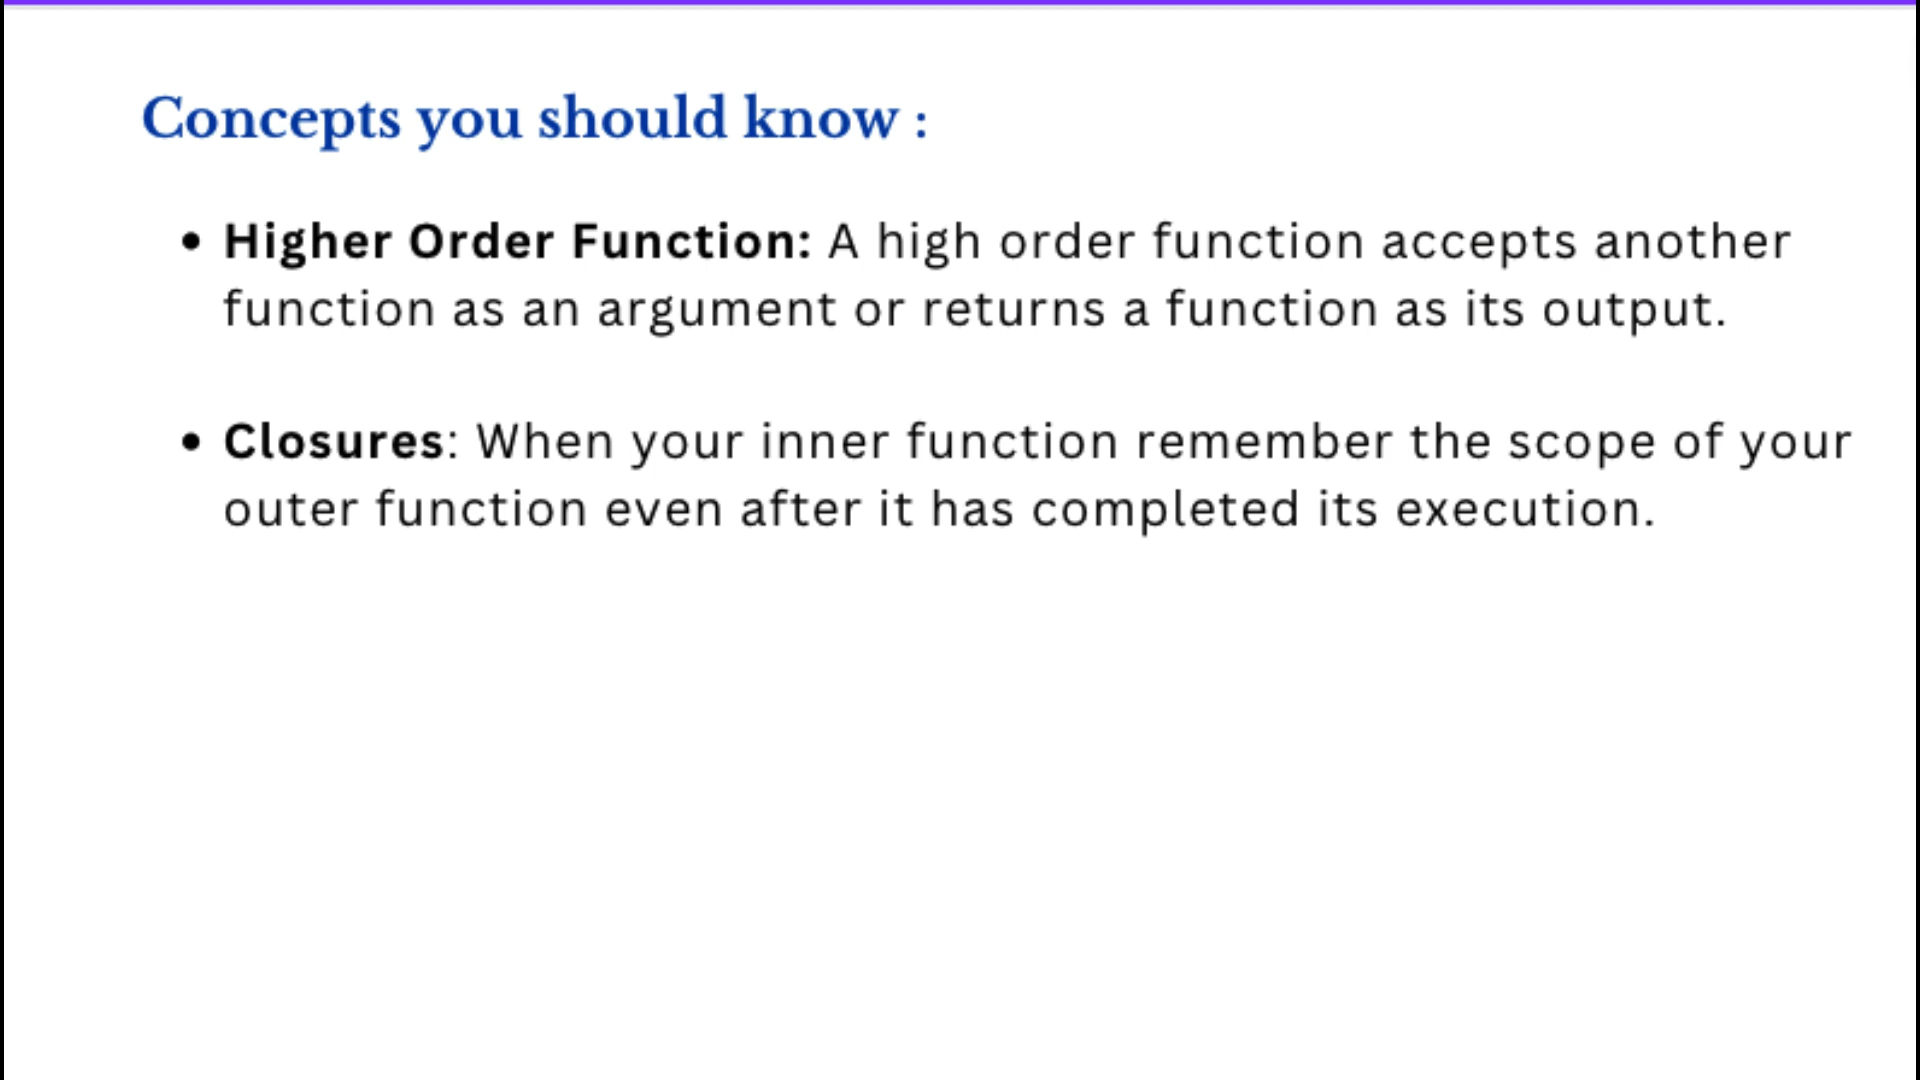 Concepts you should know :
• Higher Order Function: A high order function accepts another
function as an argument or returns a function as its output.
• Closures: When your inner function remember the scope of your
outer function even after it has completed its execution.